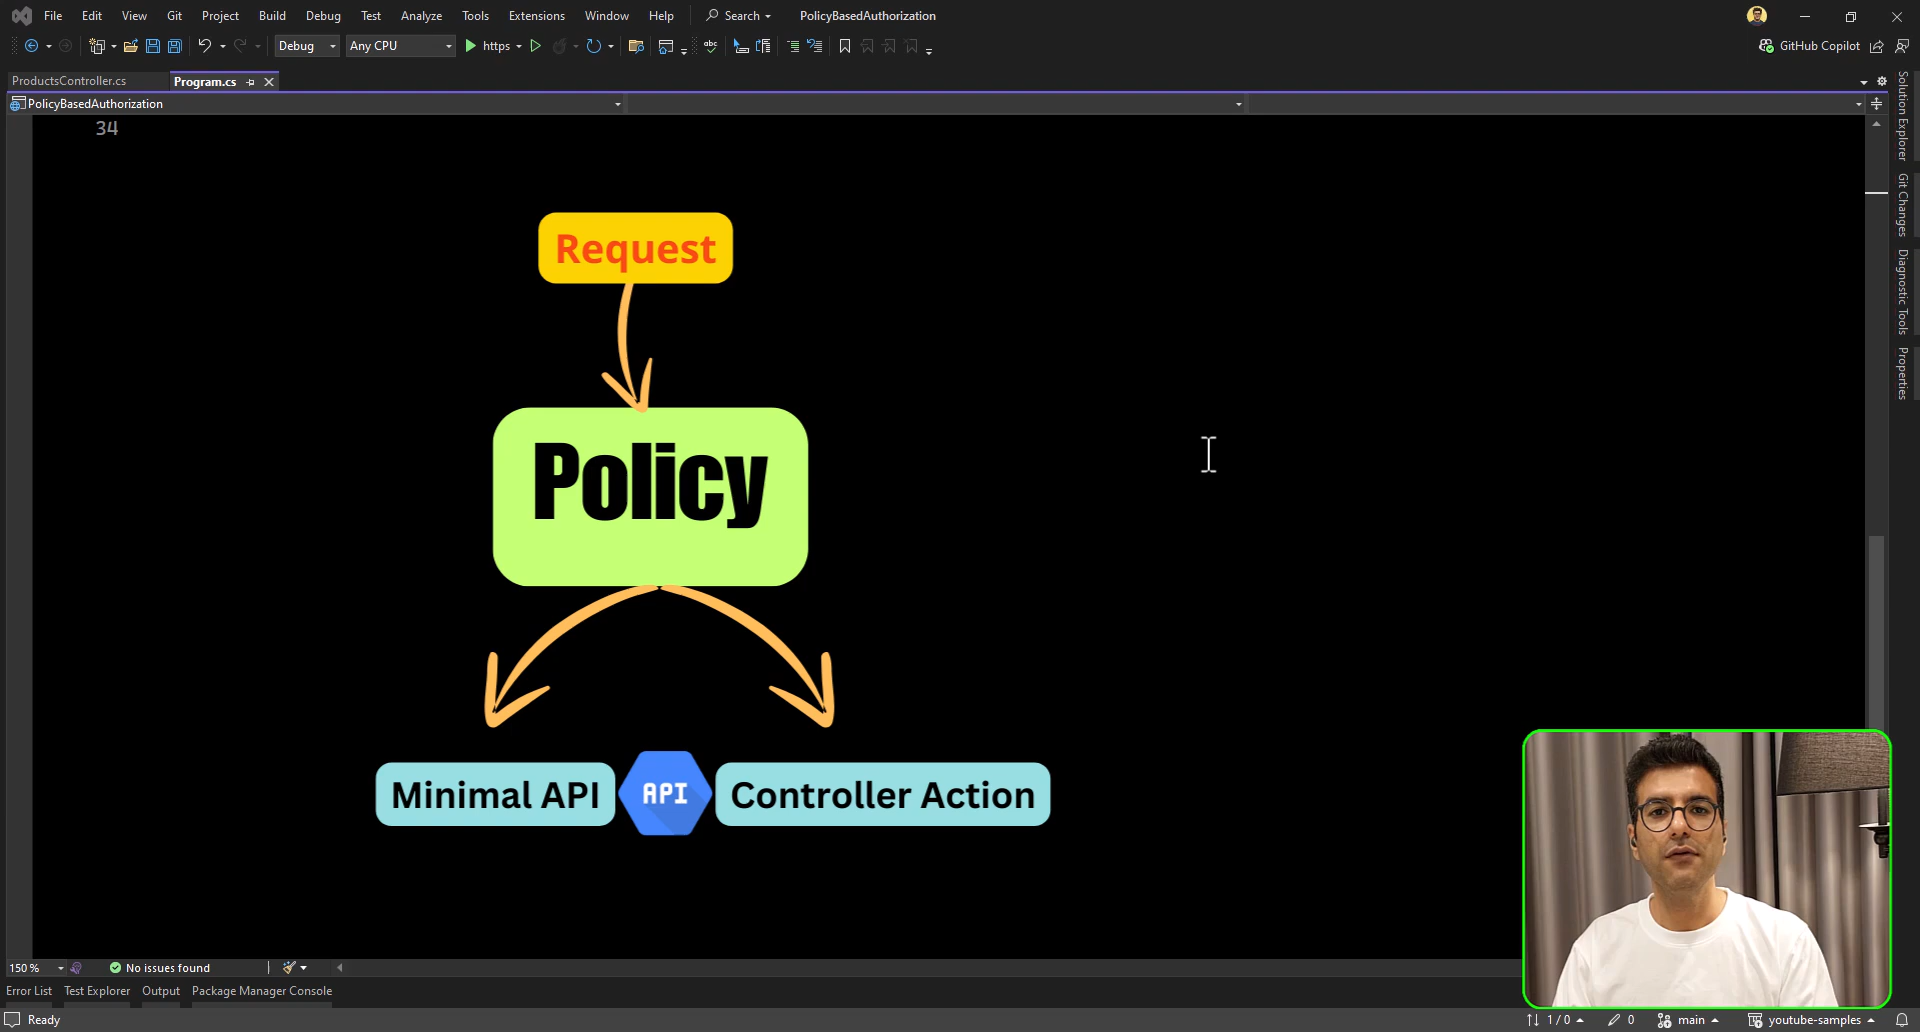 File Edit View Git Project Build Debug Test Analyze Tools Extensions Window Help Search PolicyBasedAuthorization
Debug Any CPU https abc GitHub Copilot
ProductsController.cs Program.cs
PolicyBasedAuthorization
34
Request
Policy
Minimal API API Controller Action
Solution Explorer
Git Changes
Diagnostic Tools
Properties
150 % No issues found
Error List Test Explorer Output Package Manager Console
Ready 1 / 0 0 main youtube-samples